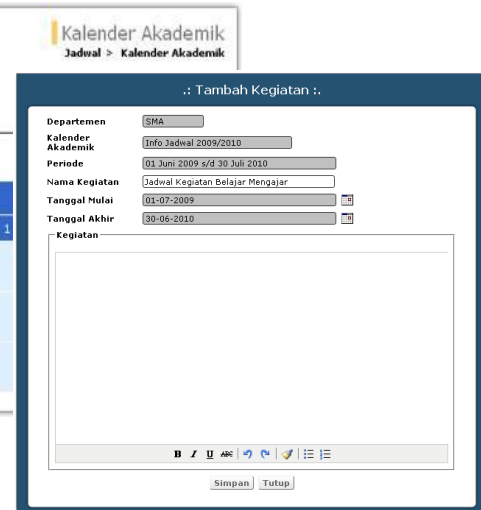 Kalender Akademik
Jadwal > Kalender Akademik
.: Tambah Kegiatan :.
Departemen SMA
Kalender Akademik Info Jadwal 2009/2010
Periode 01 Juni 2009 s/d 30 Juli 2010
Nama Kegiatan Jadwal Kegiatan Belajar Mengajar
Tanggal Mulai 01-07-2009
Tanggal Akhir 30-06-2010
Kegiatan
1
B I U ABC
Simpan Tutup